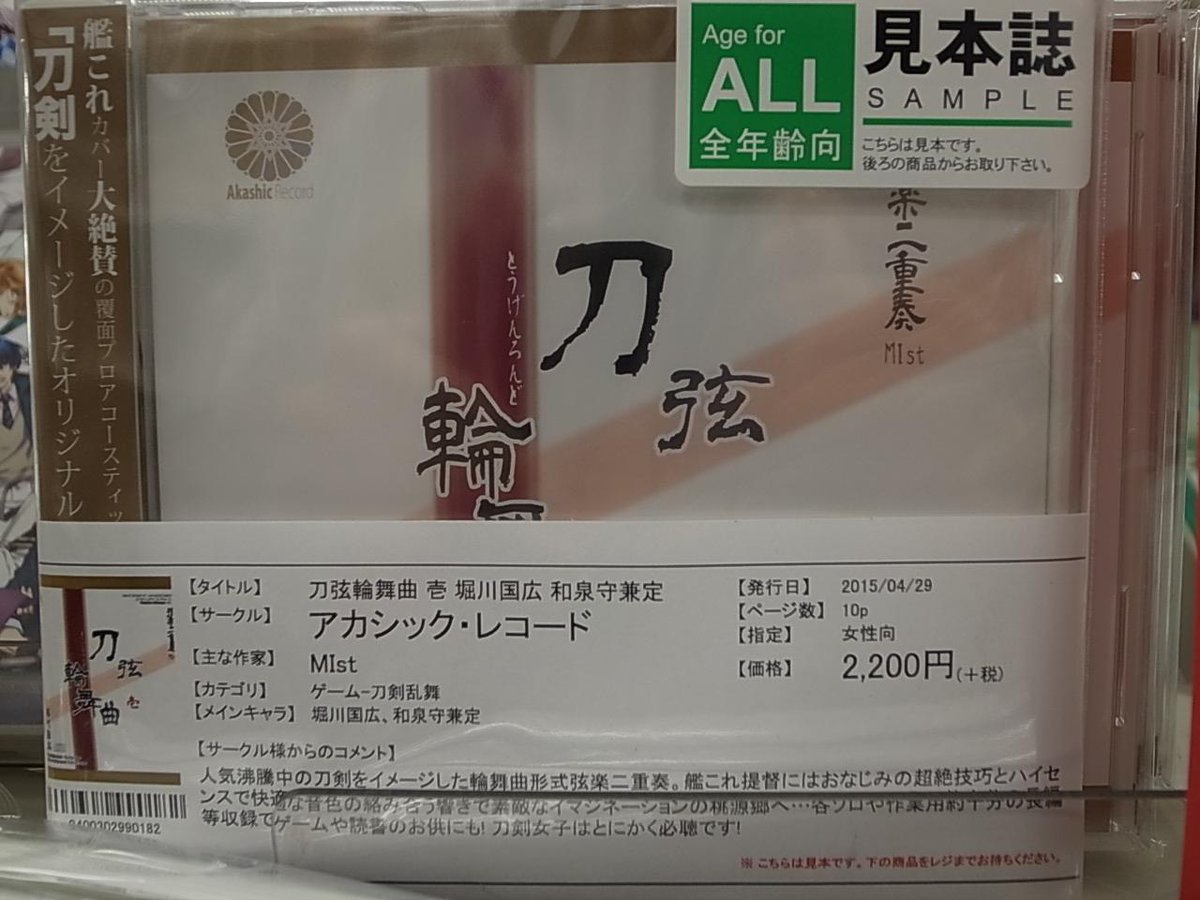 艦これカバー大絶賛の覆面プロアコースティッ
「刀剣をイメージしたオリジナル
Akashic Record
Age for
ALL
全年齢向
見本誌
SAMPLE
こちらは見本です。
後ろの商品からお取り下さい。
楽二重奏
MIst
とうげんろんど
刀
弦
輪
舞
【タイトル】 刀弦輪舞曲 壱 堀川国広 和泉守兼定
【サークル】 アカシック・レコード
【主な作家】 MIst
【カテゴリ】 ゲーム-刀剣乱舞
【メインキャラ】 堀川国広、和泉守兼定
【発行日】 2015/04/29
【ページ数】 10p
【指定】 女性向
【価格】 2,200円(+税)
【サークル様からのコメント】
人気沸騰中の刀剣をイメージした輪舞曲形式弦楽二重奏。艦これ提督にはおなじみの超絶技巧とハイセ
ンスで快適な音色の絡み合う響きで素敵なイマジネーションの桃源郷へ…各ソロや作業用約十分の長編
等収録でゲームや読書のお供にも! 刀剣女子はとにかく必聴です!
※こちらは見本です。下の商品をレジまでお持ちください。
刀
弦
輪
舞
曲
壱
9400302990182